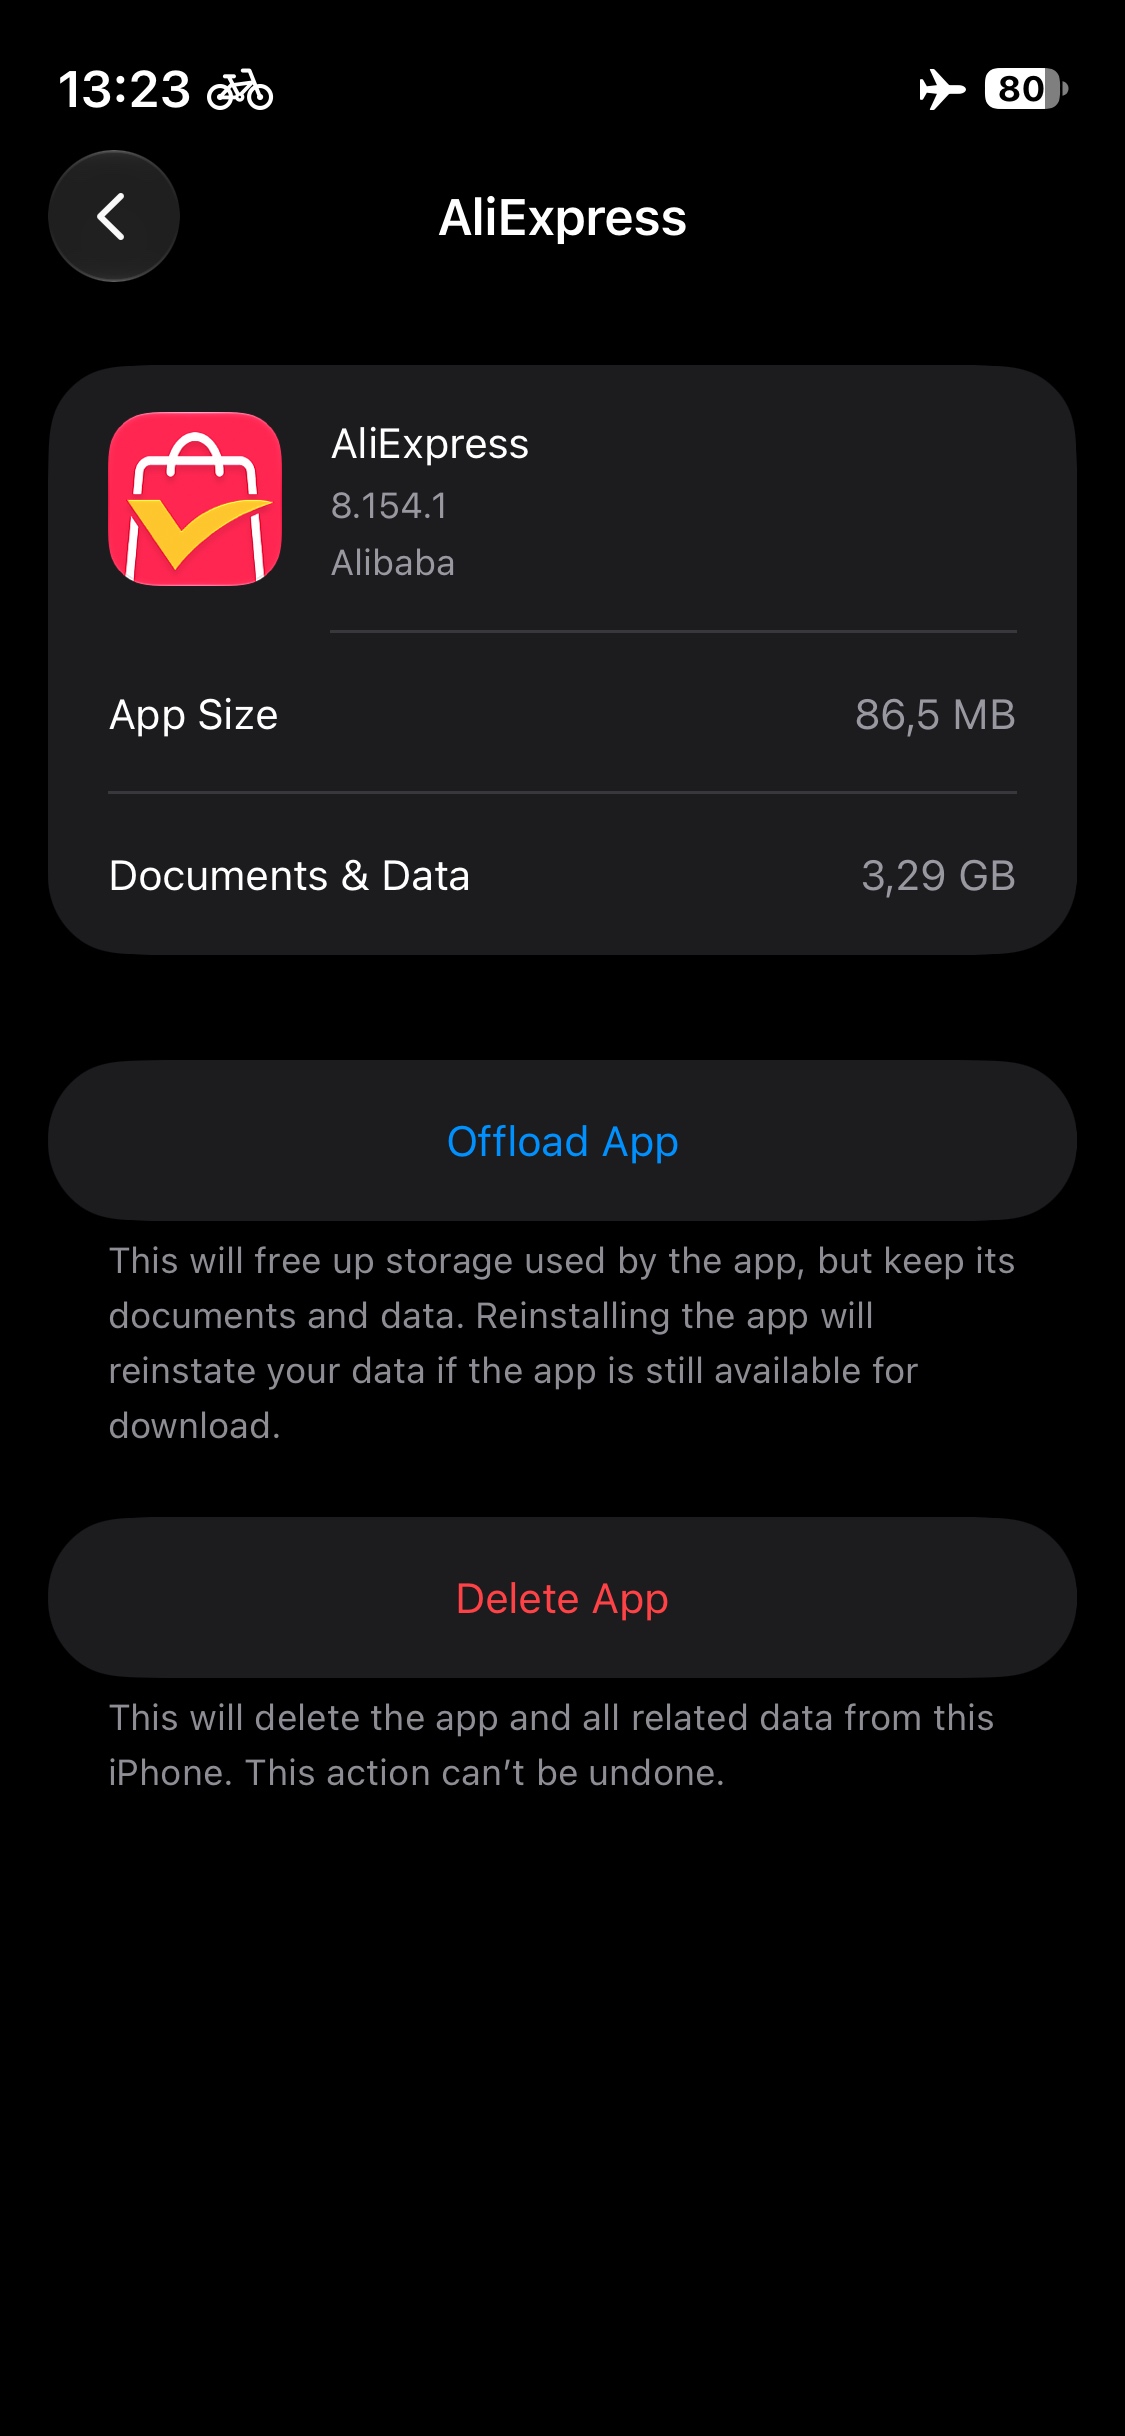 13:23
80
AliExpress
AliExpress
8.154.1
Alibaba
App Size 86,5 MB
Documents & Data 3,29 GB
Offload App
This will free up storage used by the app, but keep its
documents and data. Reinstalling the app will
reinstate your data if the app is still available for
download.
Delete App
This will delete the app and all related data from this
iPhone. This action can’t be undone.